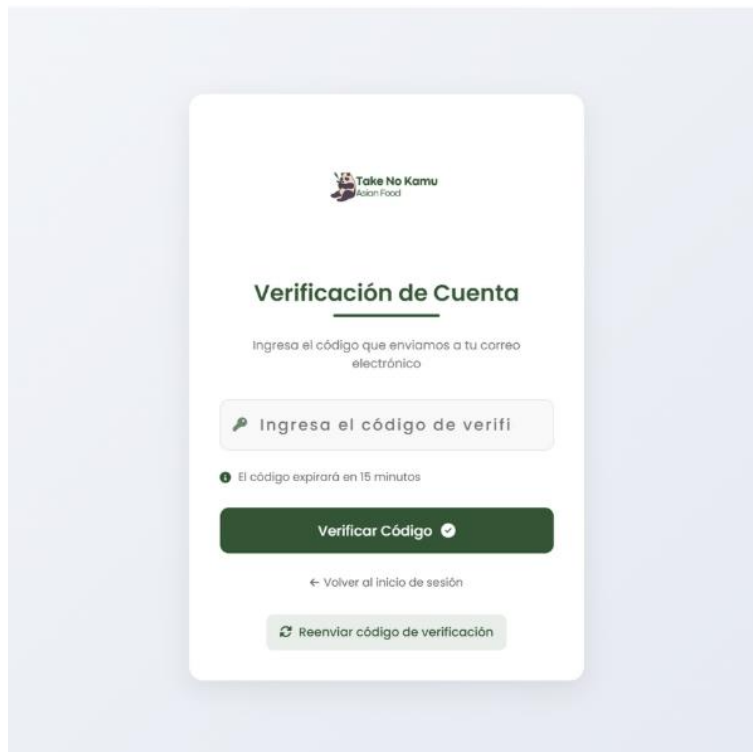 Take No Kamu
Asian Food
Verificación de Cuenta
Ingresa el código que enviamos a tu correo
electrónico
Ingresa el código de verifi
El código expirará en 15 minutos
Verificar Código
← Volver al inicio de sesión
Reenviar código de verificación